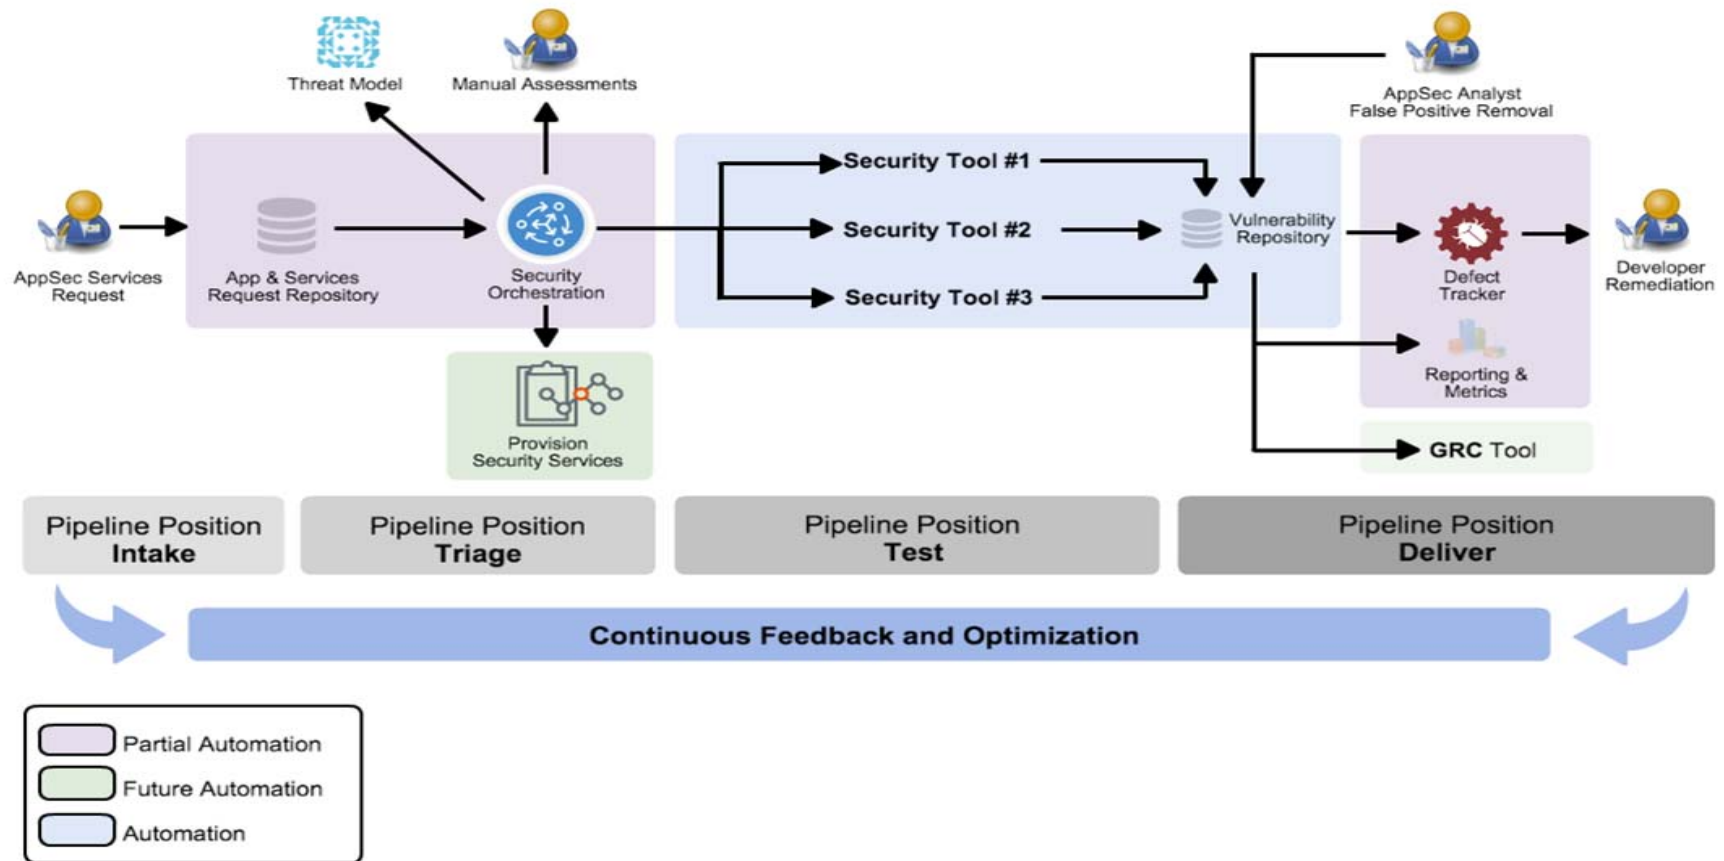 Threat Model
Manual Assessments
AppSec Analyst
False Positive Removal
AppSec Services
Request
App & Services
Request Repository
Security
Orchestration
Security Tool #1
Security Tool #2
Security Tool #3
Vulnerability
Repository
Defect
Tracker
Developer
Remediation
Reporting &
Metrics
Provision
Security Services
GRC Tool
Pipeline Position
Intake
Pipeline Position
Triage
Pipeline Position
Test
Pipeline Position
Deliver
Continuous Feedback and Optimization
Partial Automation
Future Automation
Automation